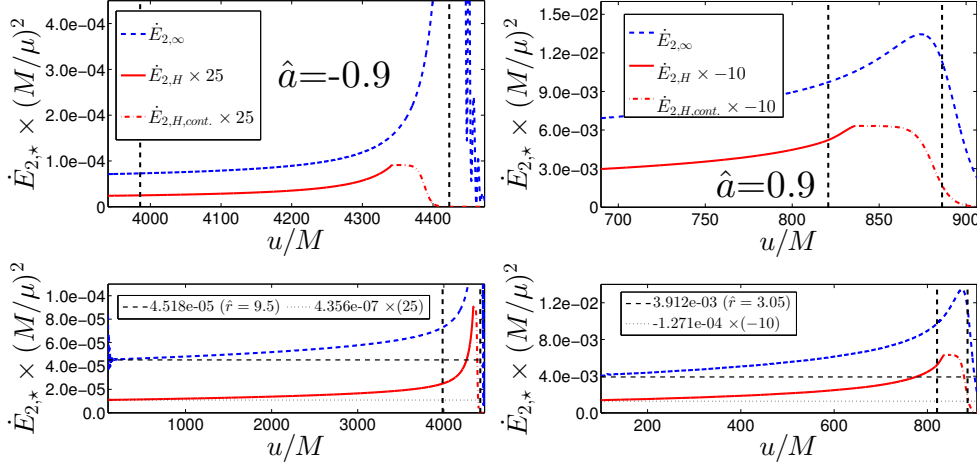 4.0e−04
3.0e−04
2.0e−04
1.0e−04
0
Ė₂,⋆ × (M/μ)²
Ė₂,∞
Ė₂,H × 25
Ė₂,H,cont. × 25
â=-0.9
4000 4100 4200 4300 4400
u/M
1.5e−02
1.2e−02
9.0e−03
6.0e−03
3.0e−03
0
Ė₂,⋆ × (M/μ)²
Ė₂,∞
Ė₂,H × −10
Ė₂,H,cont. × −10
â=0.9
700 750 800 850 900
u/M
1.0e−04
8.0e−05
6.0e−05
4.0e−05
2.0e−05
0.0
Ė₂,⋆ × (M/μ)²
4.518e−05 (r̂ = 9.5) 4.356e−07 ×(25)
1000 2000 3000 4000
u/M
1.2e−02
8.0e−03
4.0e−03
0.0
Ė₂,⋆ × (M/μ)²
3.912e−03 (r̂ = 3.05)
-1.271e−04 ×(−10)
200 400 600 800
u/M